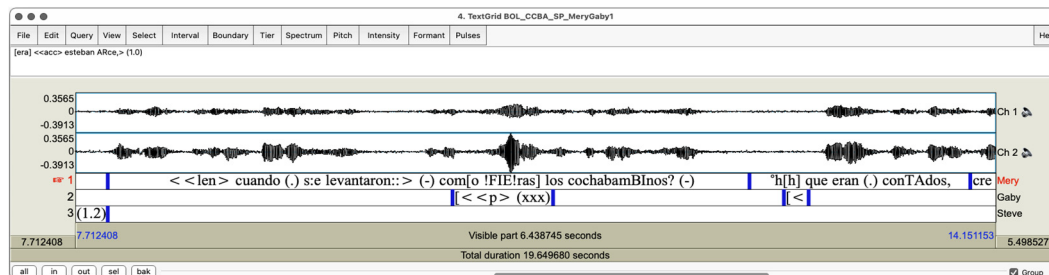 4. TextGrid BOL_CCBA_SP_MeryGaby1
File Edit Query View Select Interval Boundary Tier Spectrum Pitch Intensity Formant Pulses He
[era] <<acc> esteban ARce,> (1.0)
0.3565
0
-0.3913
Ch 1
0.3565
0
-0.3913
Ch 2
1 <<len> cuando (.) s:e levantaron::> (-) com[o !FIE!ras] los cochabamBInos? (-) °h[h] que eran (.) conTAdos, cre Mery
2 [<<p> (xxx) [< Gaby
3 (1.2) Steve
7.712408 7.712408 Visible part 6.438745 seconds 14.151153 5.498527
Total duration 19.649680 seconds
all in out sel bak Group